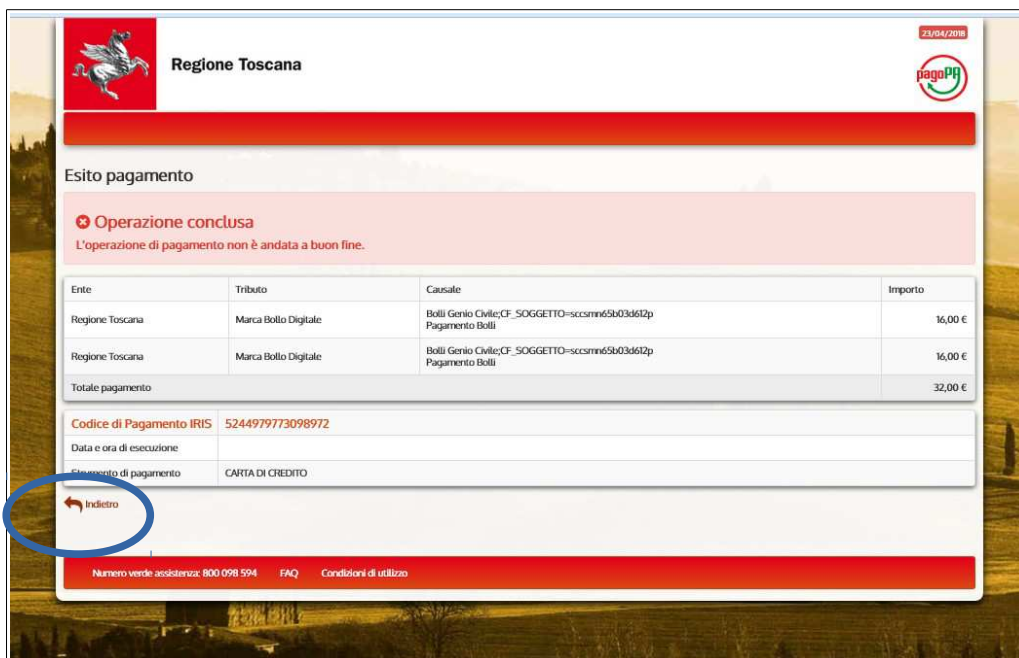 23/04/2018
Regione Toscana
pagoPA
Esito pagamento
Operazione conclusa
L'operazione di pagamento non è andata a buon fine.
Ente Tributo Causale Importo
Regione Toscana Marca Bollo Digitale Bolli Genio Civile;CF_SOGGETTO=sccsmn65b03d612p 16,00 €
Pagamento Bolli
Regione Toscana Marca Bollo Digitale Bolli Genio Civile;CF_SOGGETTO=sccsmn65b03d612p 16,00 €
Pagamento Bolli
Totale pagamento 32,00 €
Codice di Pagamento IRIS 5244979773098972
Data e ora di esecuzione
Strumento di pagamento CARTA DI CREDITO
Indietro
Numero verde assistenza: 800 098 594 FAQ Condizioni di utilizzo